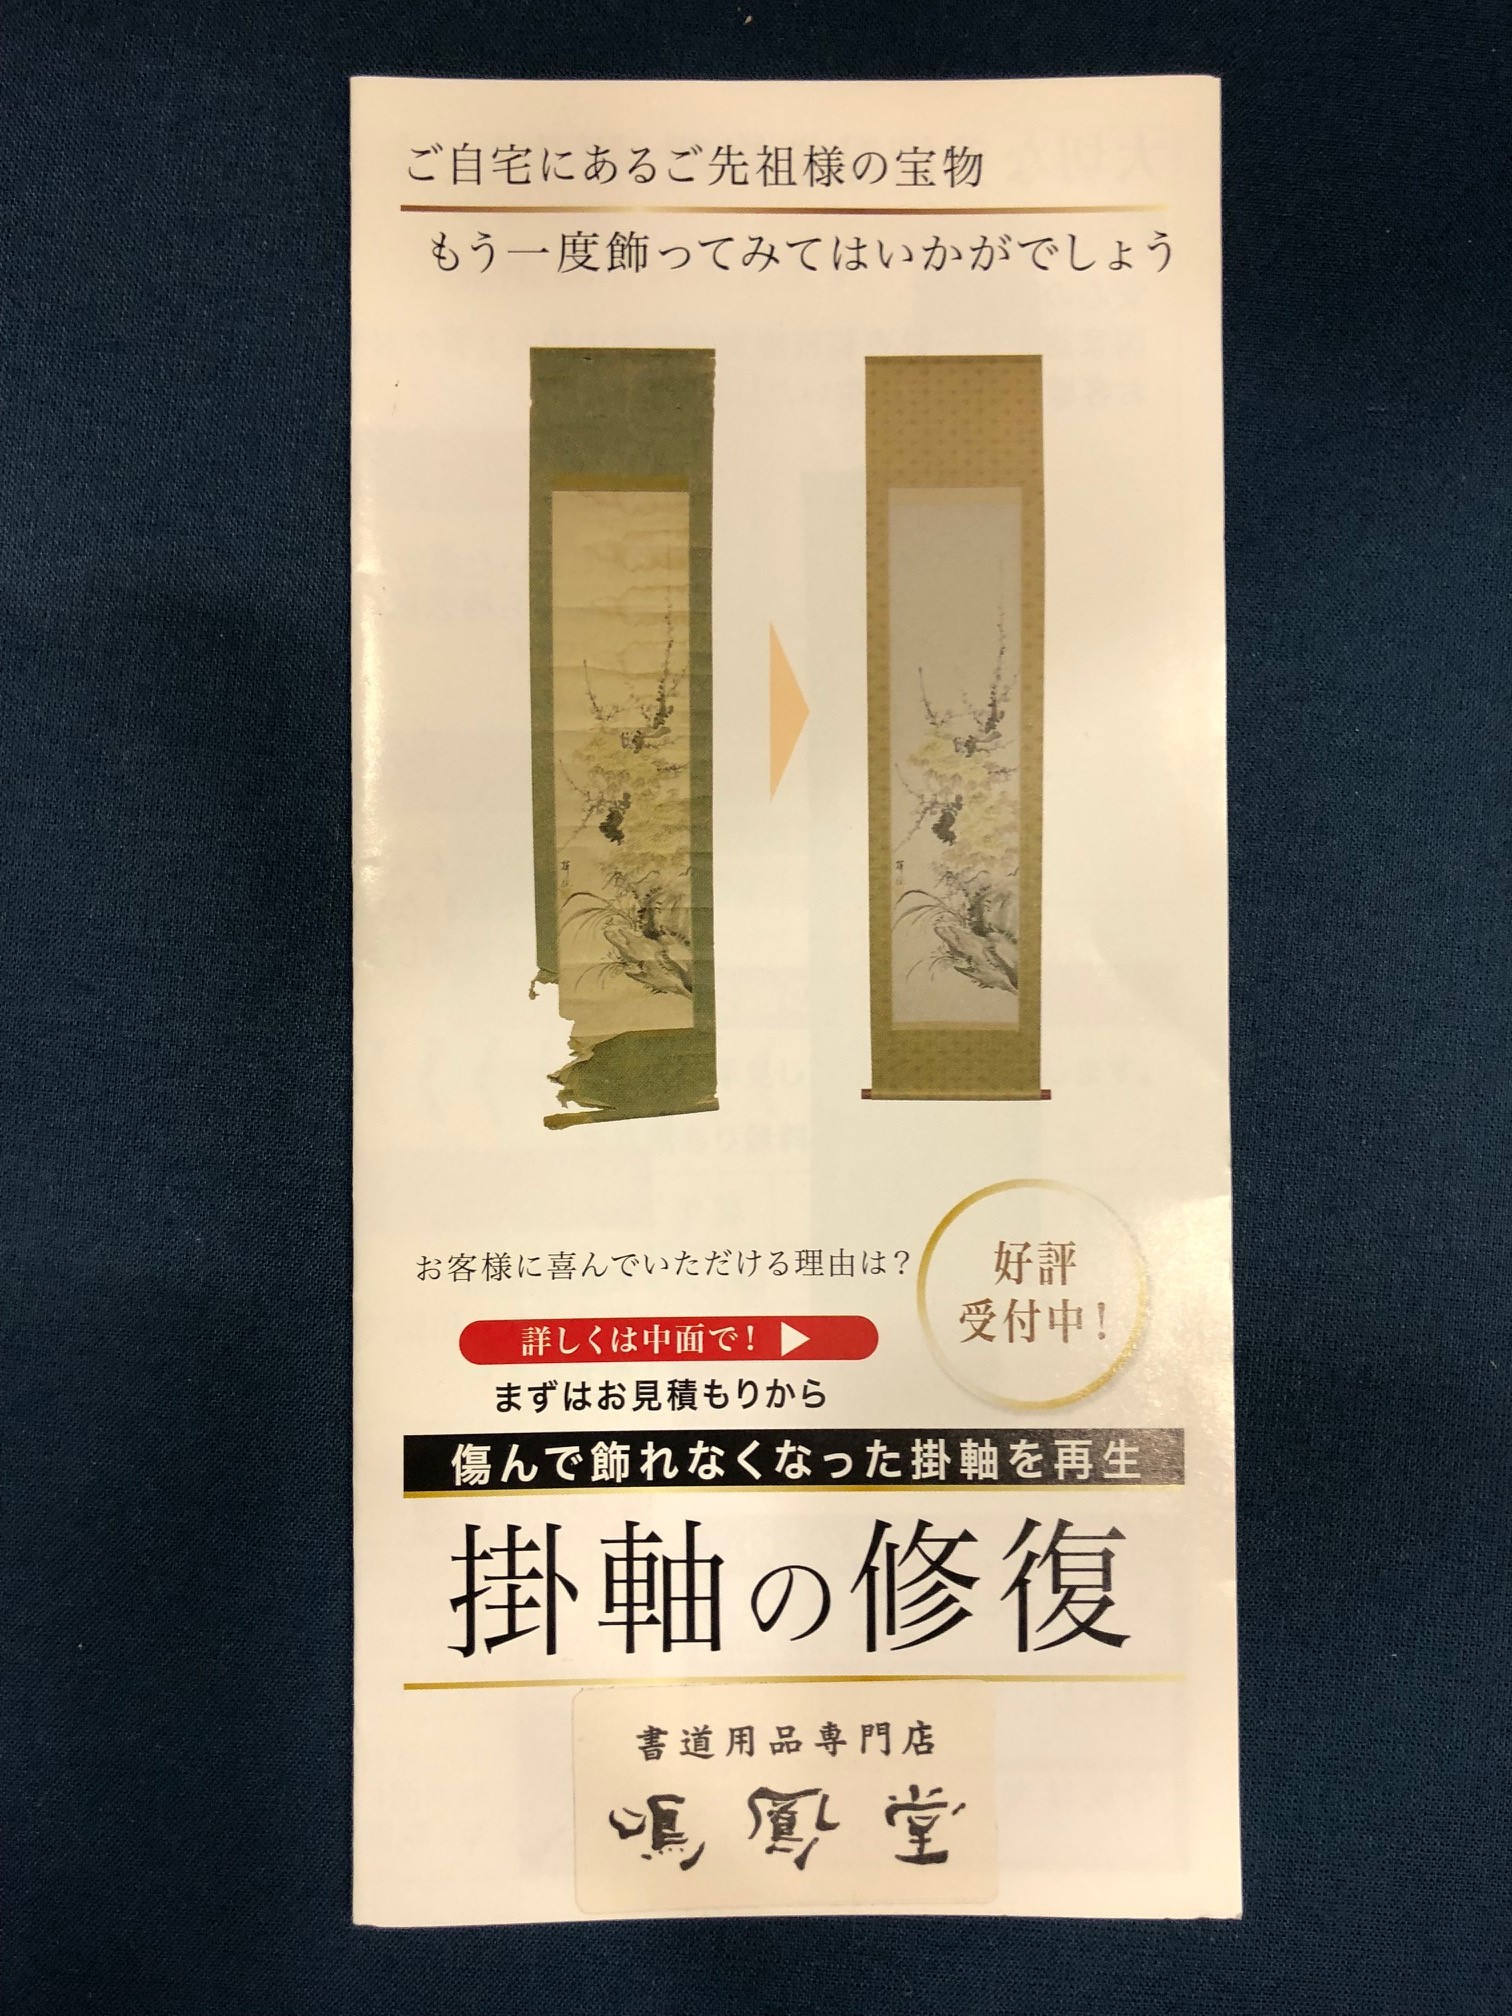 ご自宅にあるご先祖様の宝物
もう一度飾ってみてはいかがでしょう
お客様に喜んでいただける理由は？
好評
受付中！
詳しくは中面で！
まずはお見積もりから
傷んで飾れなくなった掛軸を再生
掛軸の修復
書道用品専門店